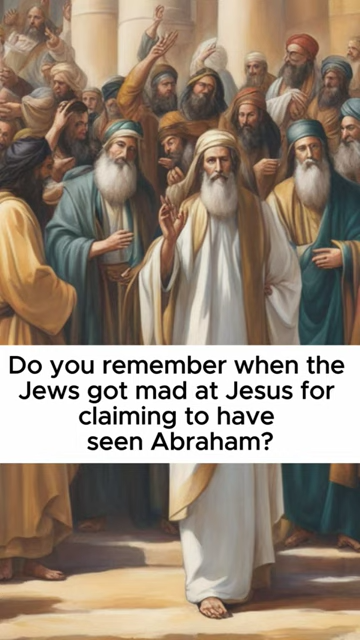 Do you remember when the
Jews got mad at Jesus for
claiming to have
seen Abraham?